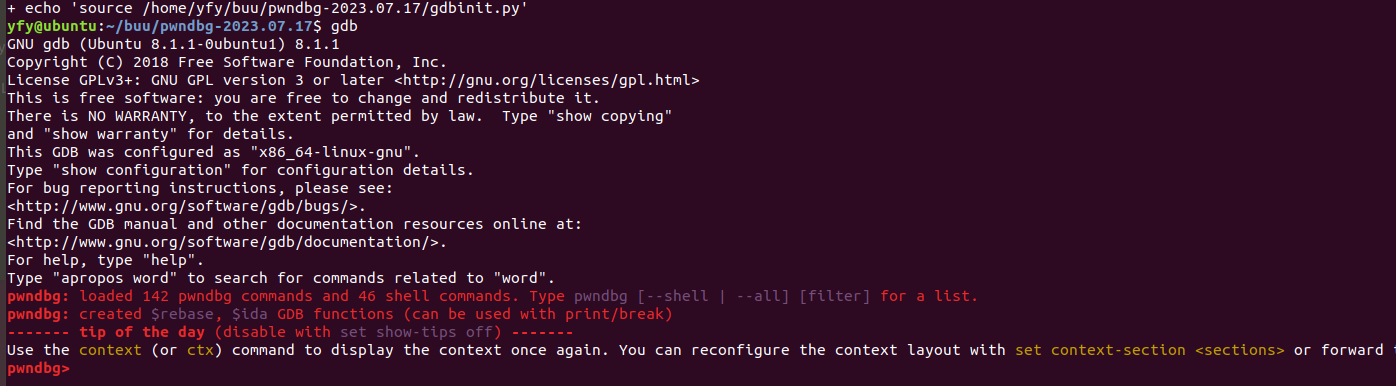 + echo 'source /home/yfy/buu/pwndbg-2023.07.17/gdbinit.py'
yfy@ubuntu:~/buu/pwndbg-2023.07.17$ gdb
GNU gdb (Ubuntu 8.1.1-0ubuntu1) 8.1.1
Copyright (C) 2018 Free Software Foundation, Inc.
License GPLv3+: GNU GPL version 3 or later <http://gnu.org/licenses/gpl.html>
This is free software: you are free to change and redistribute it.
There is NO WARRANTY, to the extent permitted by law.  Type "show copying"
and "show warranty" for details.
This GDB was configured as "x86_64-linux-gnu".
Type "show configuration" for configuration details.
For bug reporting instructions, please see:
<http://www.gnu.org/software/gdb/bugs/>.
Find the GDB manual and other documentation resources online at:
<http://www.gnu.org/software/gdb/documentation/>.
For help, type "help".
Type "apropos word" to search for commands related to "word".
pwndbg: loaded 142 pwndbg commands and 46 shell commands. Type pwndbg [--shell | --all] [filter] for a list.
pwndbg: created $rebase, $ida GDB functions (can be used with print/break)
------- tip of the day (disable with set show-tips off) -------
Use the context (or ctx) command to display the context once again. You can reconfigure the context layout with set context-section <sections> or forward
pwndbg>